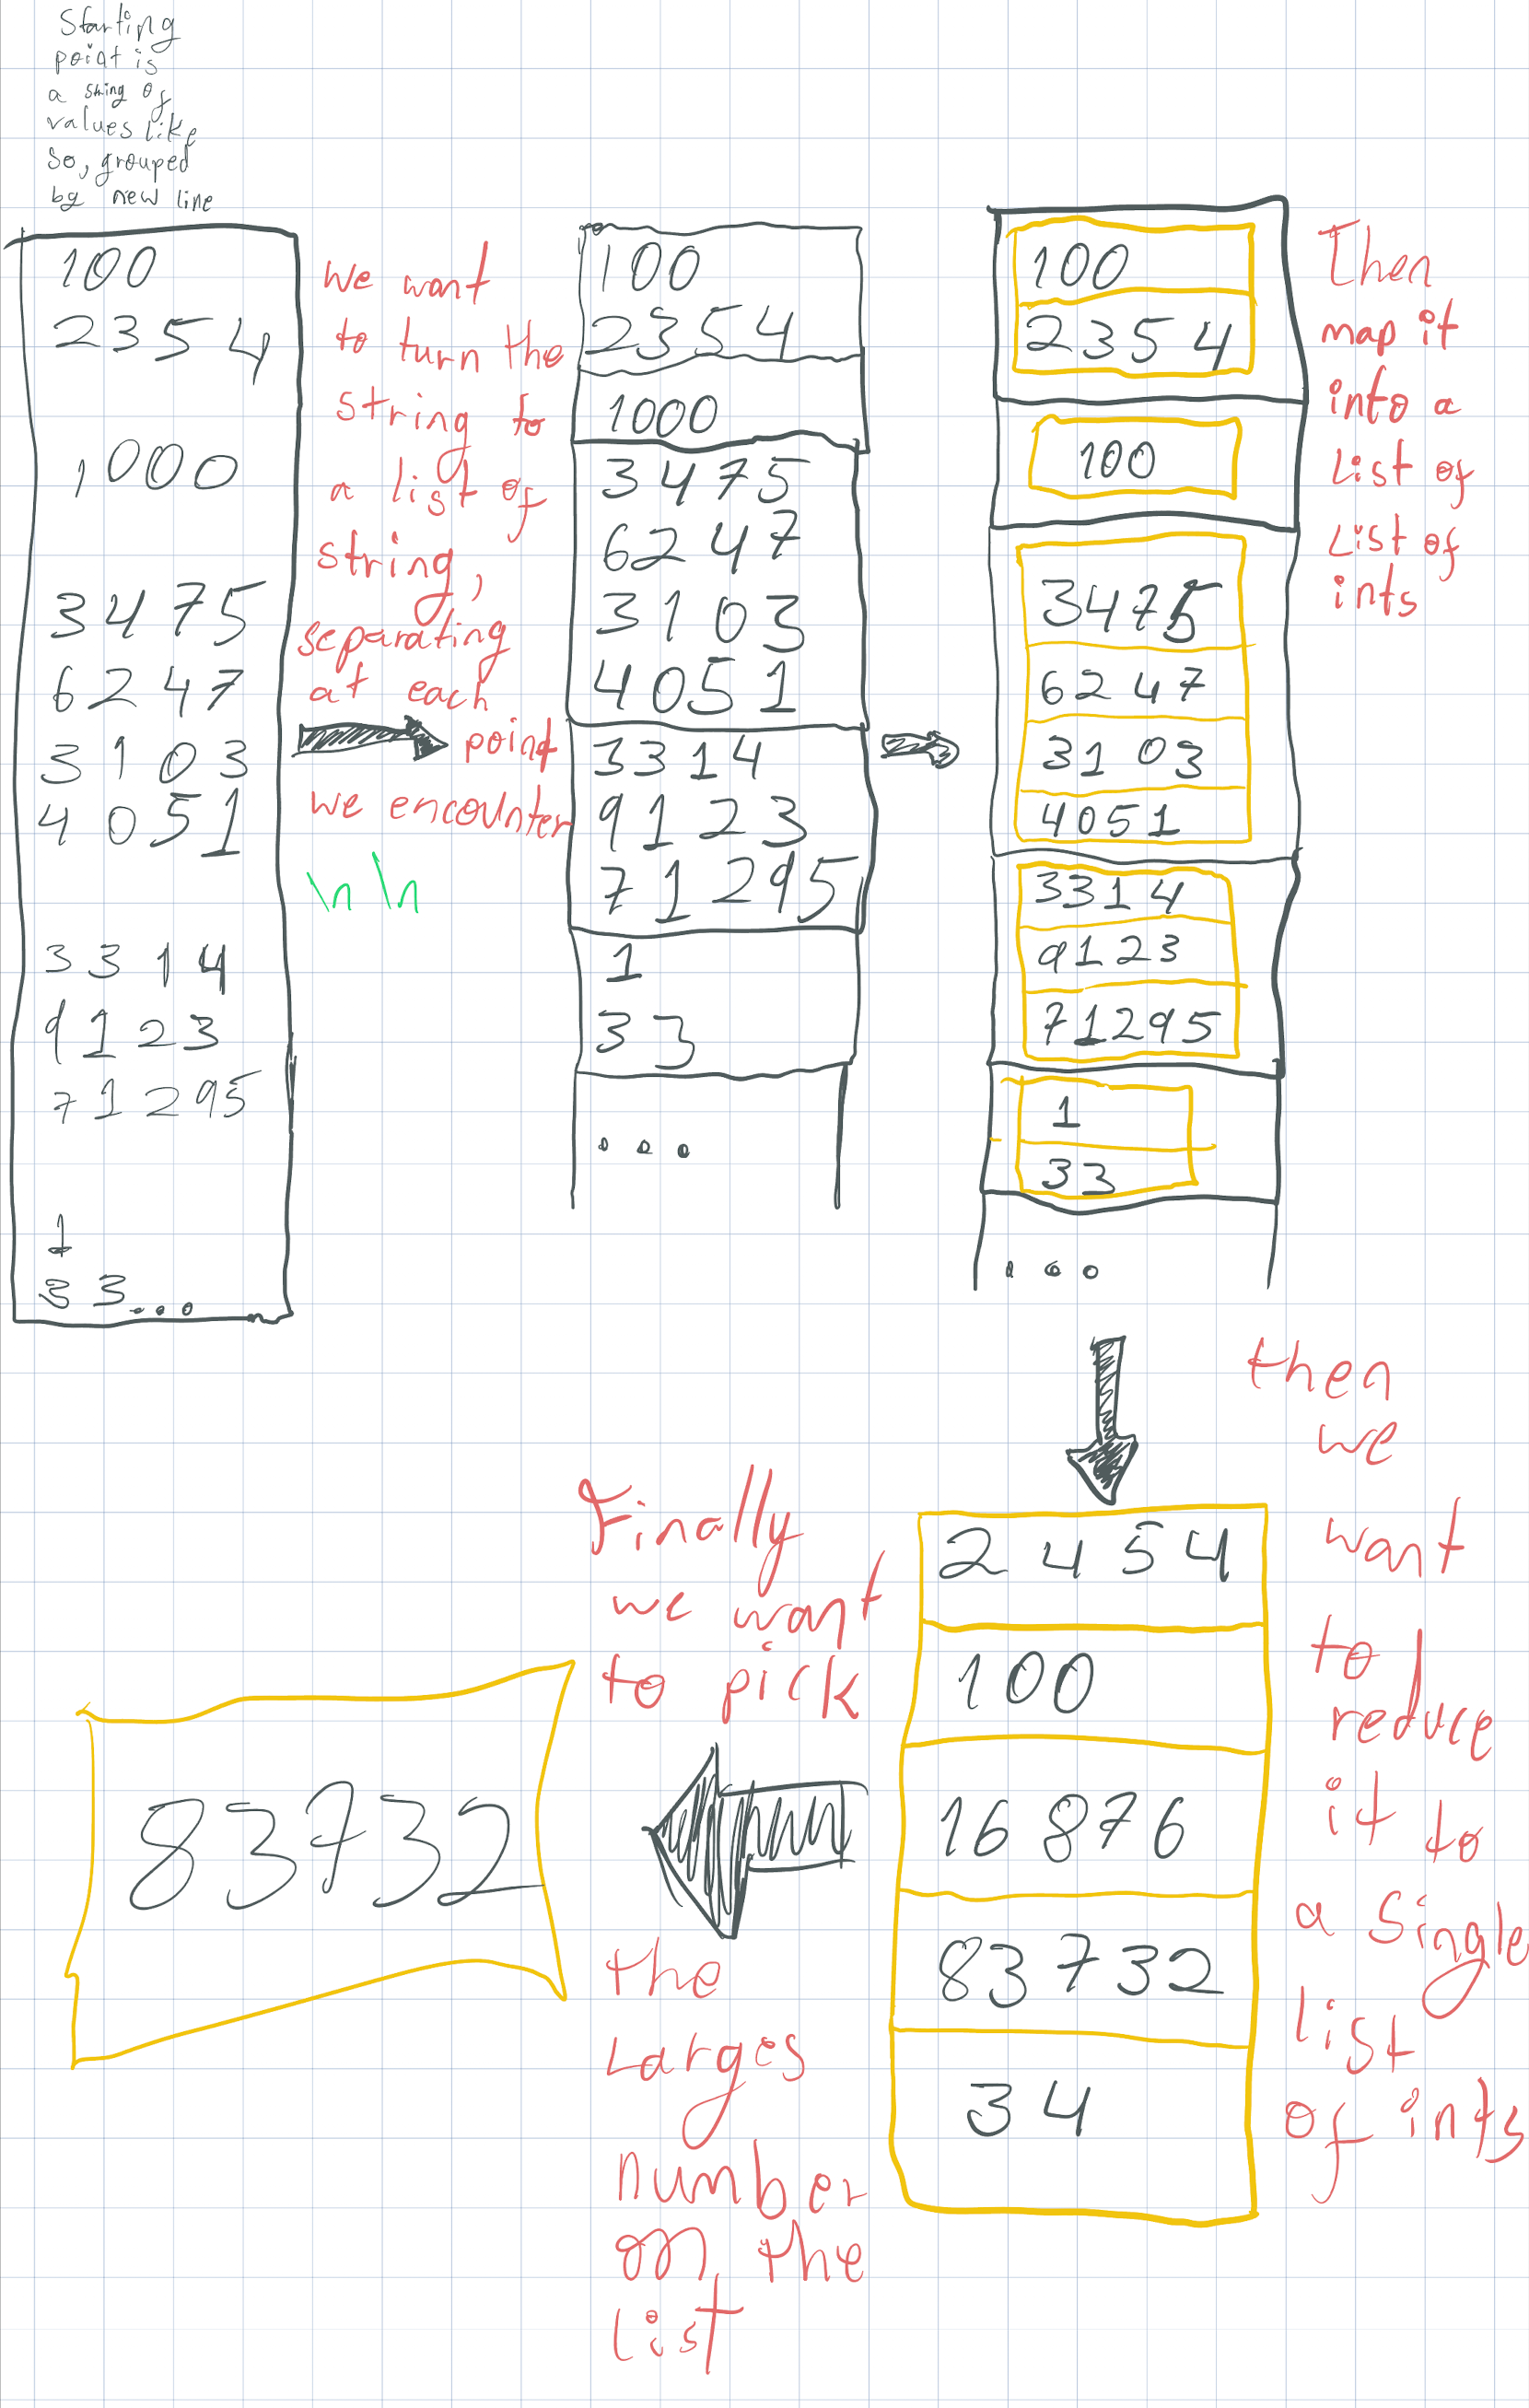 Starting
point is
a string of
values like
so, grouped
by new line
100
2354
1000
3475
6247
3103
4051
3314
9123
71295
1
33...
we want
to turn the
string to
a list of
string,
separating
at each
point
we encounter
\n\n
100
2354
1000
3475
6247
3103
4051
3314
9123
71295
1
33
...
100
2354
100
3475
6247
3103
4051
3314
9123
71295
1
33
...
Then
map it
into a
List of
List of
ints
then
we
want
to
reduce
it to
a single
list
of ints
2454
100
16876
83732
34
Finally
we want
to pick
the
Larges
number
on the
list
83732